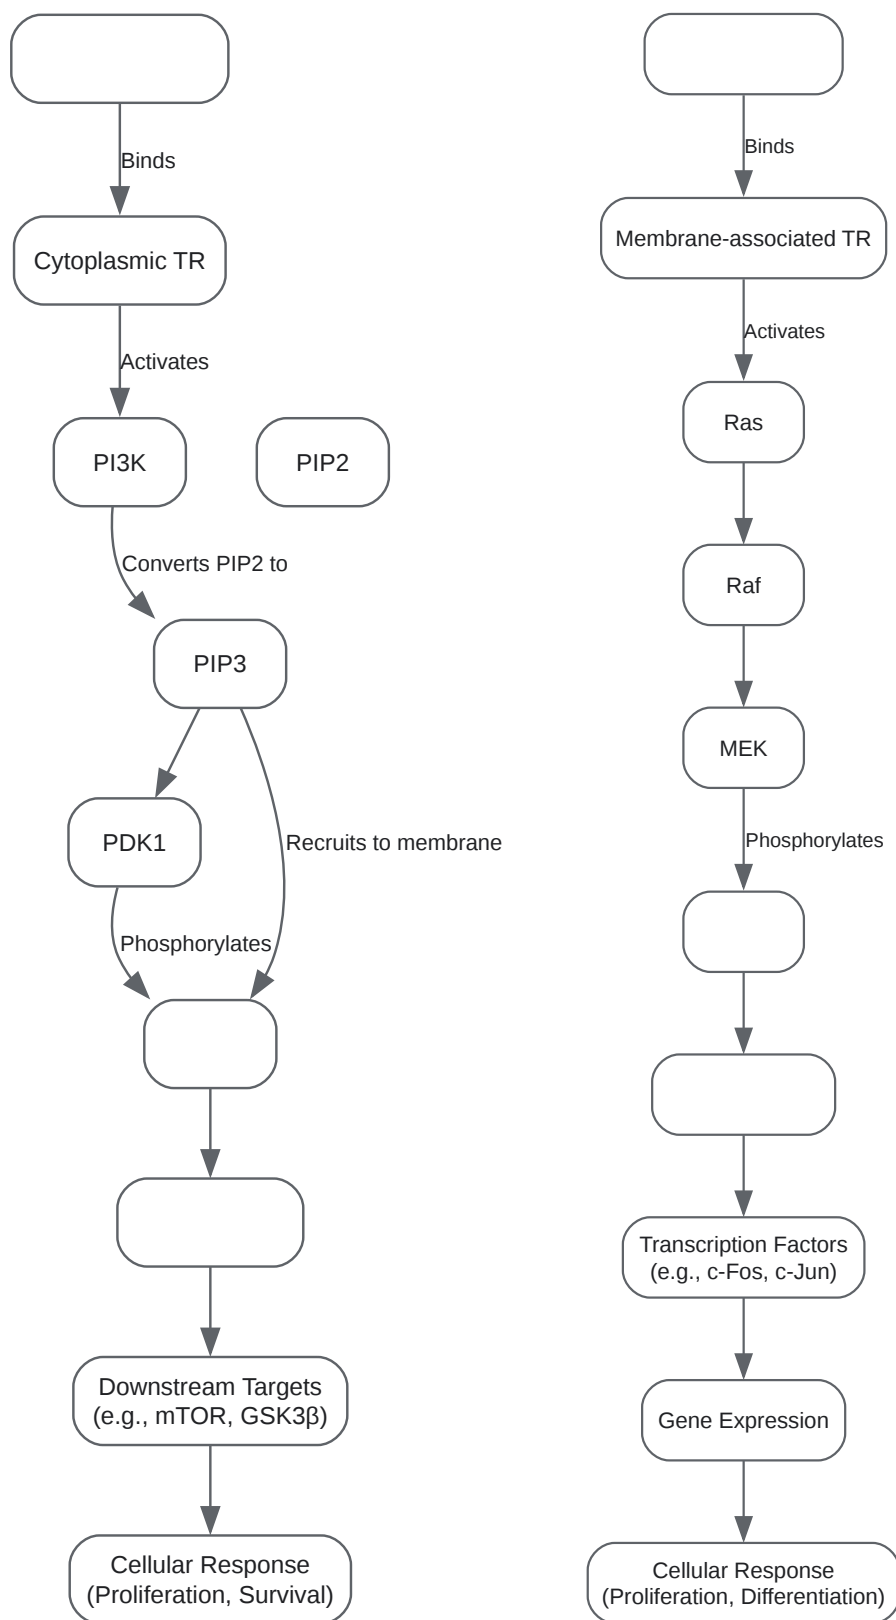 Binds
Cytoplasmic TR
Activates
PI3K
PIP2
Converts PIP2 to
PIP3
PDK1
Recruits to membrane
Phosphorylates
Downstream Targets
(e.g., mTOR, GSK3β)
Cellular Response
(Proliferation, Survival)
Binds
Membrane-associated TR
Activates
Ras
Raf
MEK
Phosphorylates
Transcription Factors
(e.g., c-Fos, c-Jun)
Gene Expression
Cellular Response
(Proliferation, Differentiation)